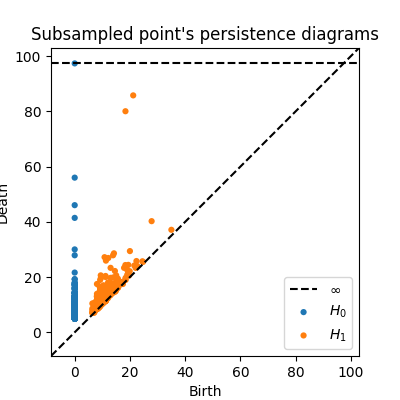 Subsampled point's persistence diagrams
100
80
60
40
20
0
Death
0 20 40 60 80 100
Birth
∞
H₀
H₁